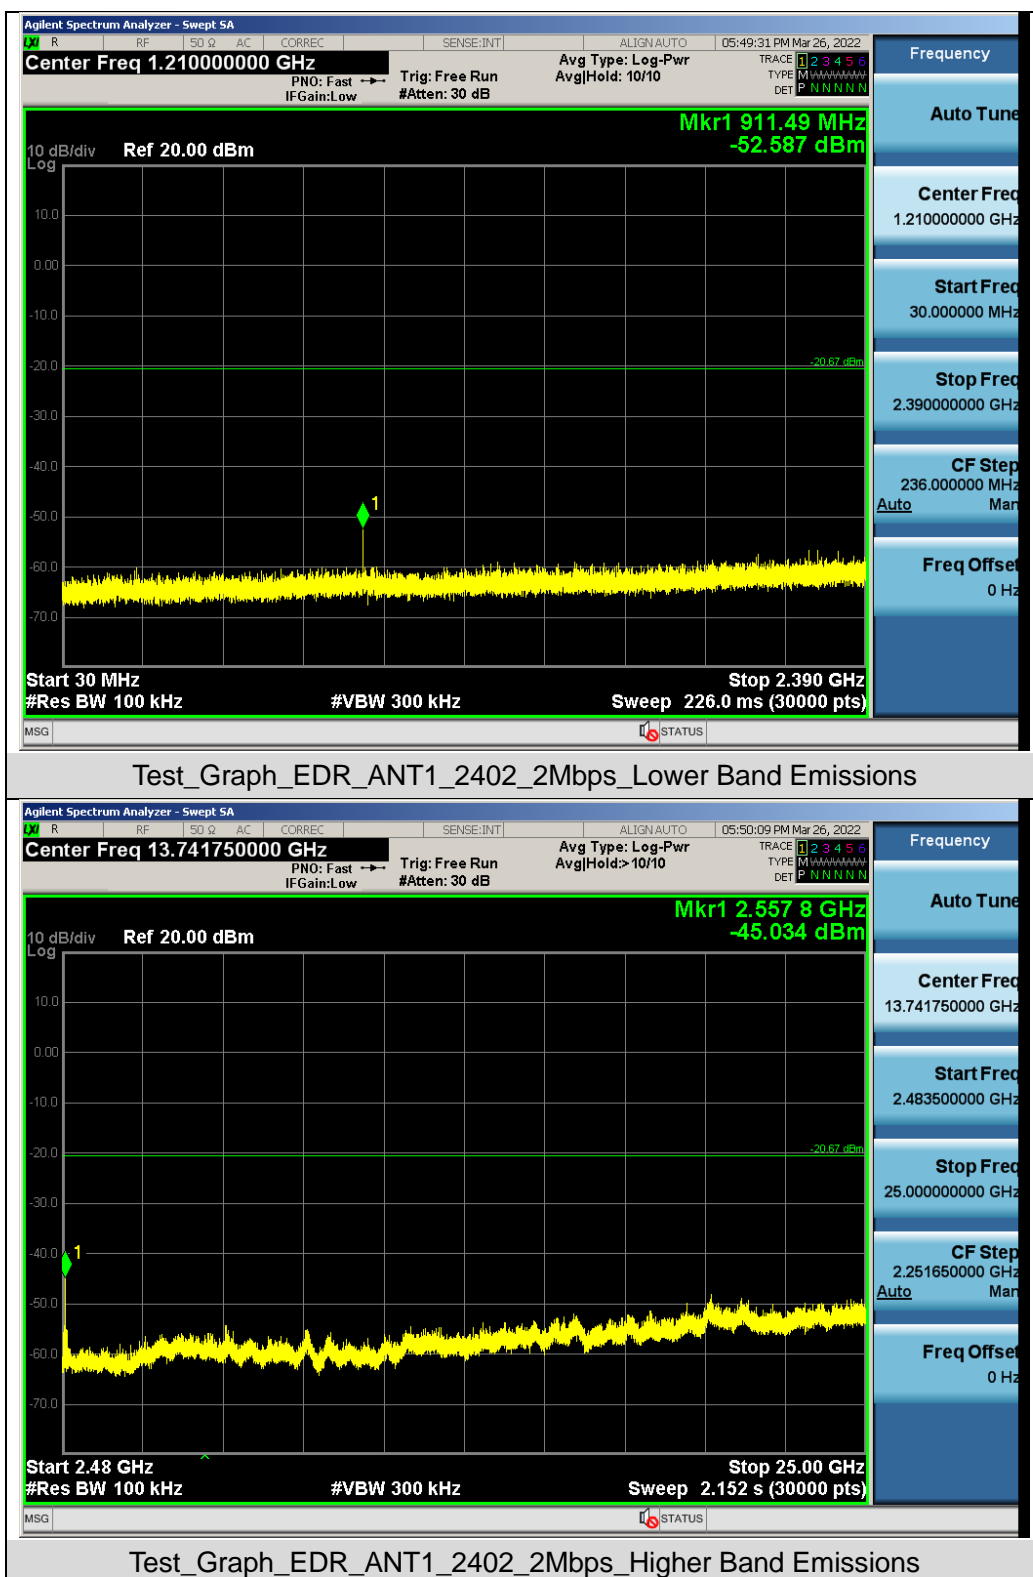 Agilent Spectrum Analyzer - Swept SA
LXI R RF 50 Ω AC CORREC SENSE:INT ALIGN AUTO 05:49:31 PM Mar 26, 2022
Center Freq 1.210000000 GHz Avg Type: Log-Pwr TRACE 1 2 3 4 5 6
PNO: Fast Trig: Free Run Avg|Hold: 10/10 TYPE M WWWWW
IFGain:Low #Atten: 30 dB DET P N N N N N
Frequency
Auto Tune
Mkr1 911.49 MHz
10 dB/div Ref 20.00 dBm -52.587 dBm
Log
10.0
0.00
-10.0
-20.0
-20.67 dBm
-30.0
-40.0
-50.0
1
-60.0
-70.0
Center Freq
1.210000000 GHz
Start Freq
30.000000 MHz
Stop Freq
2.390000000 GHz
CF Step
236.000000 MHz
Auto Man
Freq Offset
0 Hz
Start 30 MHz Stop 2.390 GHz
#Res BW 100 kHz #VBW 300 kHz Sweep 226.0 ms (30000 pts)
MSG STATUS
Test_Graph_EDR_ANT1_2402_2Mbps_Lower Band Emissions
Agilent Spectrum Analyzer - Swept SA
LXI R RF 50 Ω AC CORREC SENSE:INT ALIGN AUTO 05:50:09 PM Mar 26, 2022
Center Freq 13.741750000 GHz Avg Type: Log-Pwr TRACE 1 2 3 4 5 6
PNO: Fast Trig: Free Run Avg|Hold:> 10/10 TYPE M WWWWW
IFGain:Low #Atten: 30 dB DET P N N N N N
Frequency
Auto Tune
Mkr1 2.557 8 GHz
10 dB/div Ref 20.00 dBm -45.034 dBm
Log
10.0
0.00
-10.0
-20.0
-20.67 dBm
-30.0
-40.0
1
-50.0
-60.0
-70.0
Center Freq
13.741750000 GHz
Start Freq
2.483500000 GHz
Stop Freq
25.000000000 GHz
CF Step
2.251650000 GHz
Auto Man
Freq Offset
0 Hz
Start 2.48 GHz Stop 25.00 GHz
#Res BW 100 kHz #VBW 300 kHz Sweep 2.152 s (30000 pts)
MSG STATUS
Test_Graph_EDR_ANT1_2402_2Mbps_Higher Band Emissions